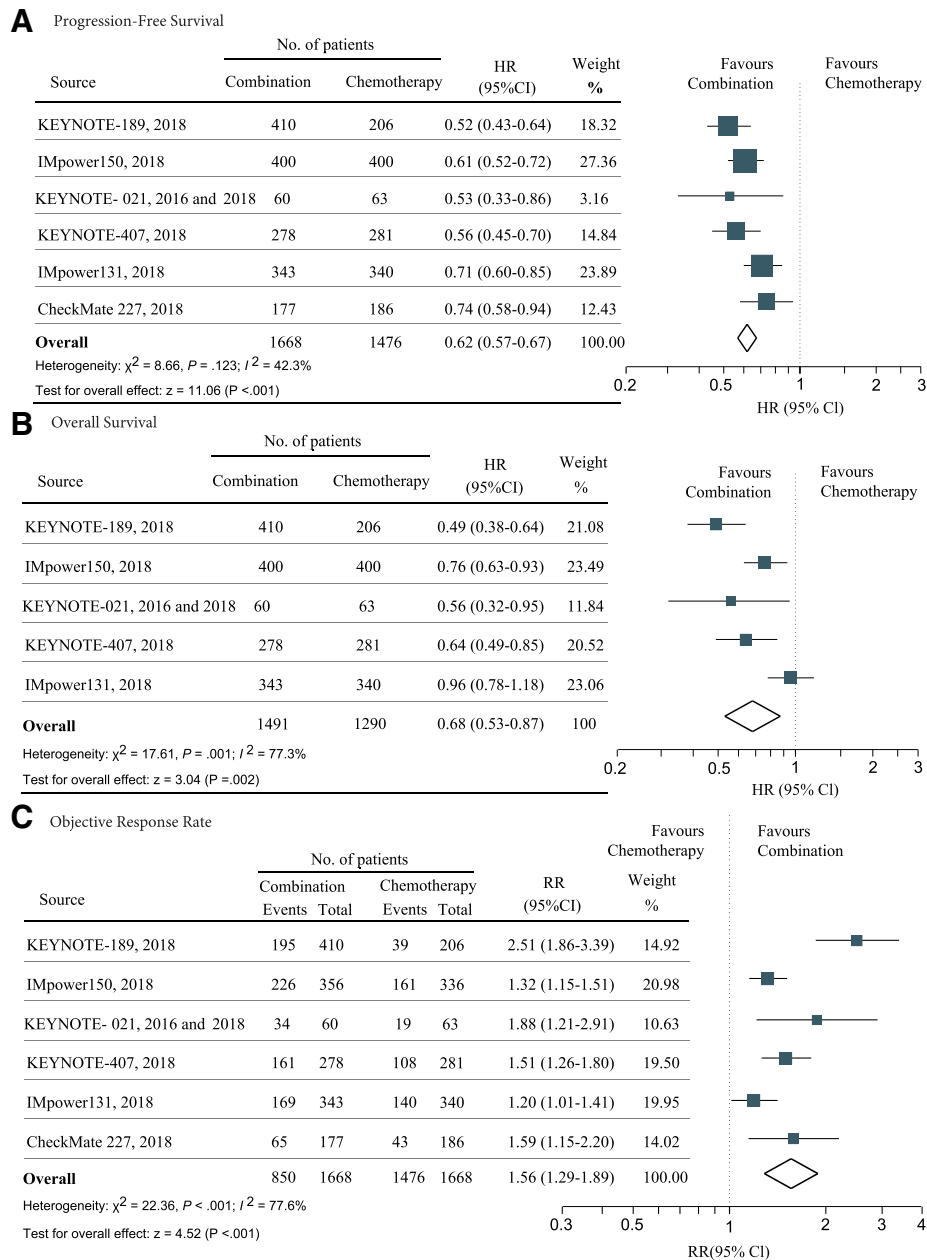 A Progression-Free Survival
No. of patients
Source Combination Chemotherapy HR (95%CI) Weight %
Favours Combination Favours Chemotherapy
KEYNOTE-189, 2018 410 206 0.52 (0.43-0.64) 18.32
IMpower150, 2018 400 400 0.61 (0.52-0.72) 27.36
KEYNOTE- 021, 2016 and 2018 60 63 0.53 (0.33-0.86) 3.16
KEYNOTE-407, 2018 278 281 0.56 (0.45-0.70) 14.84
IMpower131, 2018 343 340 0.71 (0.60-0.85) 23.89
CheckMate 227, 2018 177 186 0.74 (0.58-0.94) 12.43
Overall 1668 1476 0.62 (0.57-0.67) 100.00
Heterogeneity: χ2 = 8.66, P = .123; I 2 = 42.3%
Test for overall effect: z = 11.06 (P <.001)
0.2 0.5 1 2 3
HR (95% Cl)
B Overall Survival
No. of patients
Source Combination Chemotherapy HR (95%CI) Weight %
Favours Combination Favours Chemotherapy
KEYNOTE-189, 2018 410 206 0.49 (0.38-0.64) 21.08
IMpower150, 2018 400 400 0.76 (0.63-0.93) 23.49
KEYNOTE-021, 2016 and 2018 60 63 0.56 (0.32-0.95) 11.84
KEYNOTE-407, 2018 278 281 0.64 (0.49-0.85) 20.52
IMpower131, 2018 343 340 0.96 (0.78-1.18) 23.06
Overall 1491 1290 0.68 (0.53-0.87) 100
Heterogeneity: χ2 = 17.61, P = .001; I 2 = 77.3%
Test for overall effect: z = 3.04 (P =.002)
0.2 0.5 1 2 3
HR (95% Cl)
C Objective Response Rate
Favours Chemotherapy Favours Combination
No. of patients
Source Combination Chemotherapy RR (95%CI) Weight %
Events Total Events Total
KEYNOTE-189, 2018 195 410 39 206 2.51 (1.86-3.39) 14.92
IMpower150, 2018 226 356 161 336 1.32 (1.15-1.51) 20.98
KEYNOTE- 021, 2016 and 2018 34 60 19 63 1.88 (1.21-2.91) 10.63
KEYNOTE-407, 2018 161 278 108 281 1.51 (1.26-1.80) 19.50
IMpower131, 2018 169 343 140 340 1.20 (1.01-1.41) 19.95
CheckMate 227, 2018 65 177 43 186 1.59 (1.15-2.20) 14.02
Overall 850 1668 1476 1668 1.56 (1.29-1.89) 100.00
Heterogeneity: χ2 = 22.36, P < .001; I 2 = 77.6%
Test for overall effect: z = 4.52 (P <.001)
0.3 0.5 1 2 3 4
RR(95% Cl)